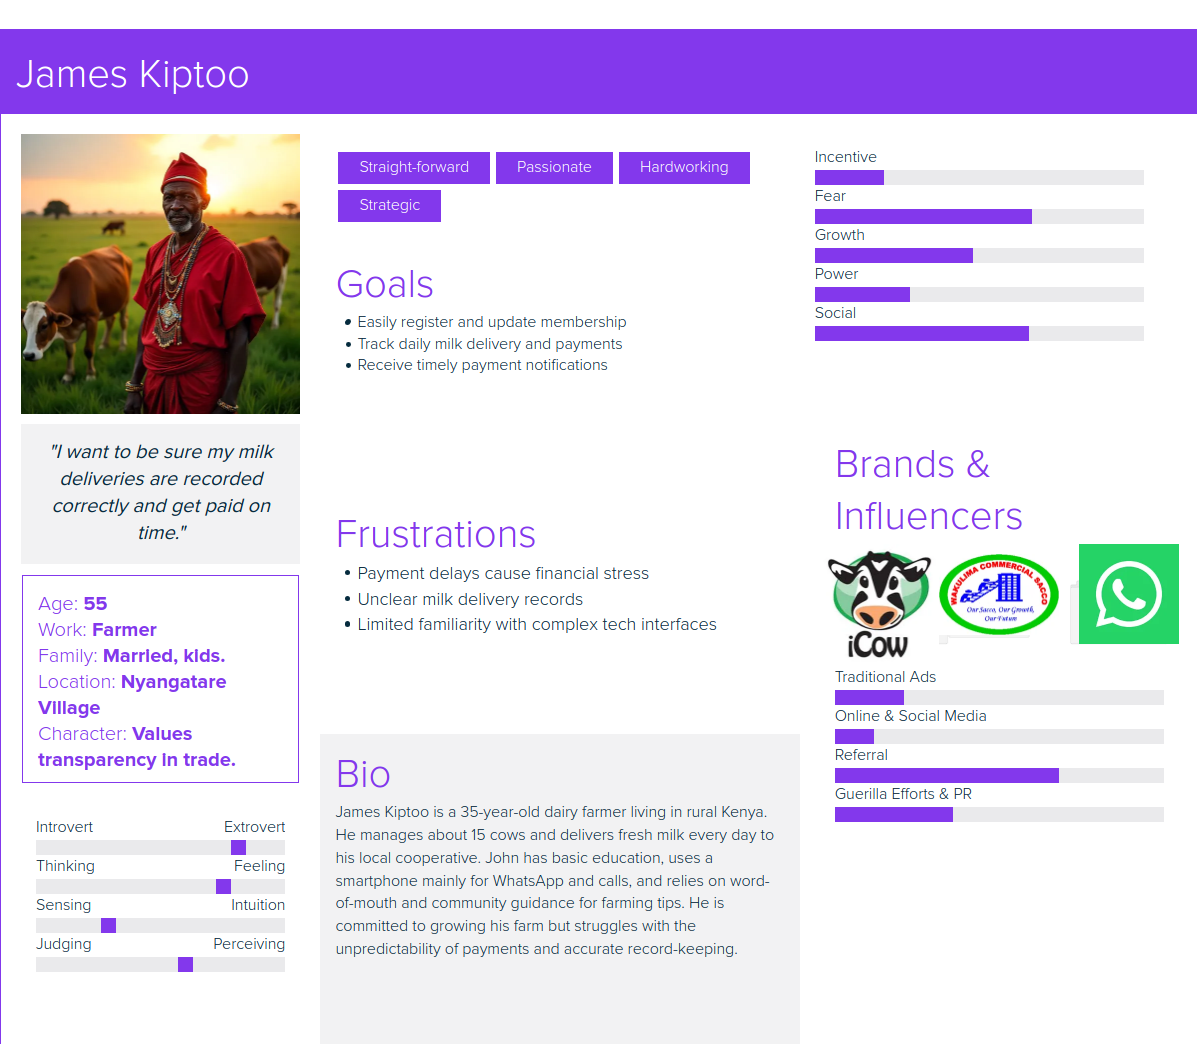 James Kiptoo
"I want to be sure my milk
deliveries are recorded
correctly and get paid on
time."
Age: 55
Work: Farmer
Family: Married, kids.
Location: Nyangatare
VIllage
Character: Values
transparency in trade.
Introvert Extrovert
Thinking Feeling
Sensing Intuition
Judging Perceiving
Straight-forward Passionate Hardworking
Strategic
Goals
• Easily register and update membership
• Track daily milk delivery and payments
• Receive timely payment notifications
Frustrations
• Payment delays cause financial stress
• Unclear milk delivery records
• Limited familiarity with complex tech interfaces
Bio
James Kiptoo is a 35-year-old dairy farmer living in rural Kenya.
He manages about 15 cows and delivers fresh milk every day to
his local cooperative. John has basic education, uses a
smartphone mainly for WhatsApp and calls, and relies on word-
of-mouth and community guidance for farming tips. He is
committed to growing his farm but struggles with the
unpredictability of payments and accurate record-keeping.
Incentive
Fear
Growth
Power
Social
Brands &
Influencers
iCow
WAKULIMA COMMERCIAL SACCO
Our Sacco, Our Growth,
Our Future
Traditional Ads
Online & Social Media
Referral
Guerilla Efforts & PR